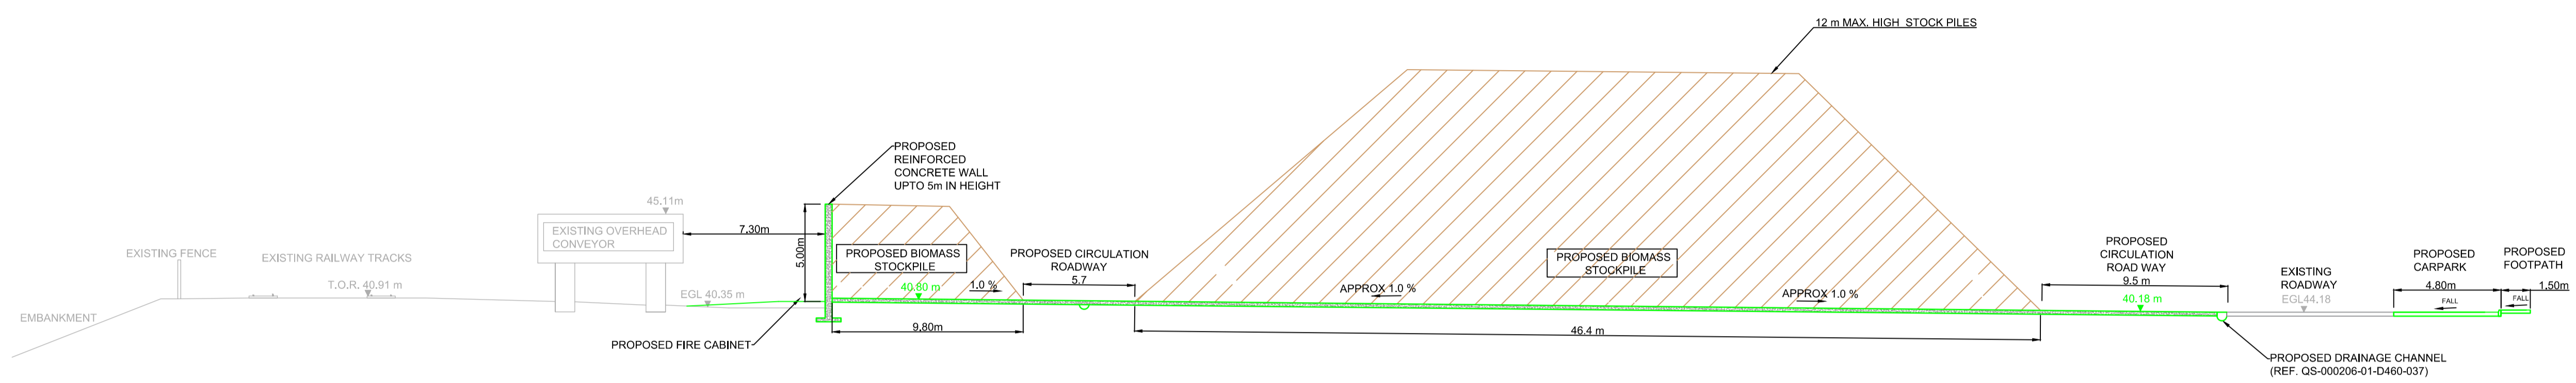 12 m MAX. HIGH  STOCK PILES
PROPOSED
REINFORCED
CONCRETE WALL
UPTO 5m IN HEIGHT
45.11m
EXISTING OVERHEAD
CONVEYOR
7.30m
5.00m
EXISTING FENCE
EXISTING RAILWAY TRACKS
T.O.R. 40.91 m
EMBANKMENT
EGL 40.35 m
PROPOSED FIRE CABINET
PROPOSED BIOMASS
STOCKPILE
40.80 m
1.0 %
9.80m
PROPOSED CIRCULATION
ROADWAY
5.7
APPROX 1.0 %
PROPOSED BIOMASS
STOCKPILE
APPROX 1.0 %
46.4 m
PROPOSED
CIRCULATION
ROAD WAY
9.5 m
40.18 m
EXISTING
ROADWAY
EGL44.18
PROPOSED
CARPARK
4.80m
FALL
PROPOSED
FOOTPATH
1.50m
FALL
PROPOSED DRAINAGE CHANNEL
(REF. QS-000206-01-D460-037)